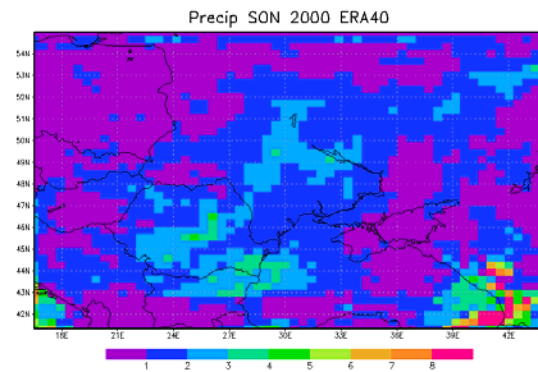 Precip SON 2000 ERA40
54N
53N
52N
51N
50N
49N
48N
47N
46N
45N
44N
43N
42N
18E 21E 24E 27E 30E 33E 36E 39E 42E
1 2 3 4 5 6 7 8